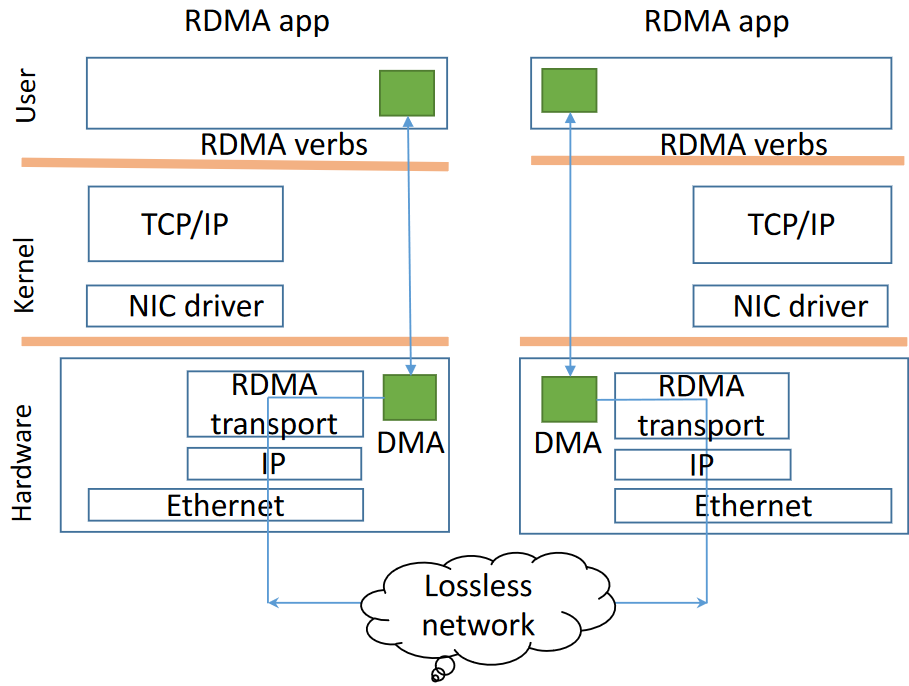 RDMA app
RDMA app
User
RDMA verbs
RDMA verbs
Kernel
TCP/IP
TCP/IP
NIC driver
NIC driver
Hardware
RDMA
transport
DMA
IP
Ethernet
RDMA
transport
DMA
IP
Ethernet
Lossless
network